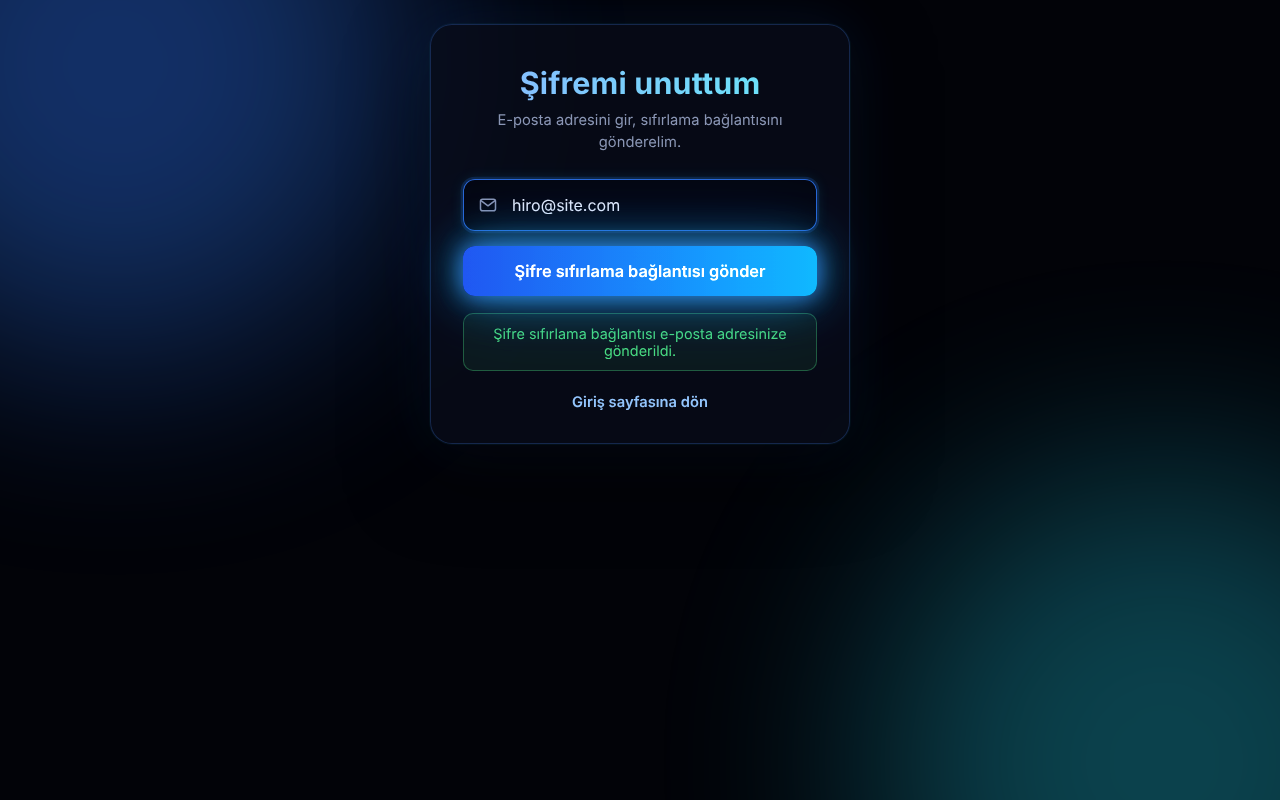 Şifremi unuttum
E-posta adresini gir, sıfırlama bağlantısını
gönderelim.
hiro@site.com
Şifre sıfırlama bağlantısı gönder
Şifre sıfırlama bağlantısı e-posta adresinize
gönderildi.
Giriş sayfasına dön